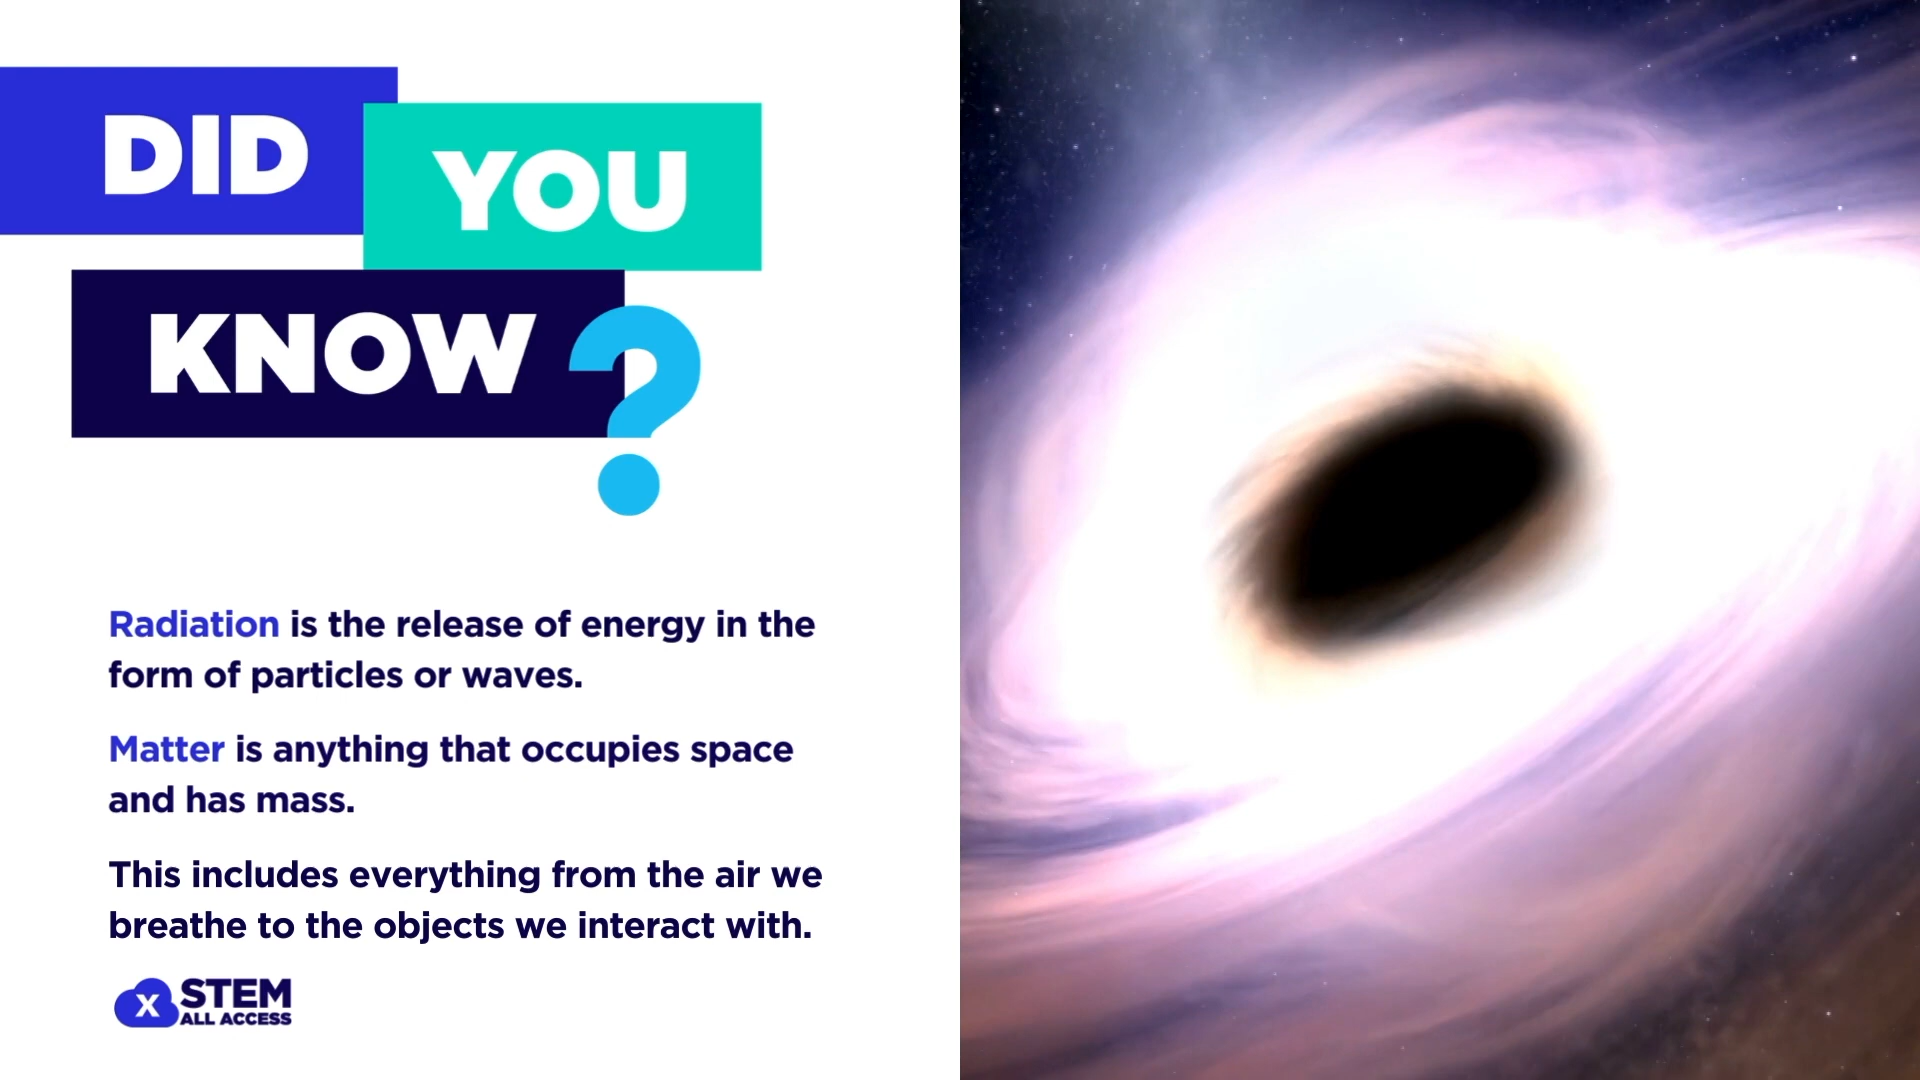 DID
YOU
KNOW?
Radiation is the release of energy in the
form of particles or waves.
Matter is anything that occupies space
and has mass.
This includes everything from the air we
breathe to the objects we interact with.
X STEM
ALL ACCESS